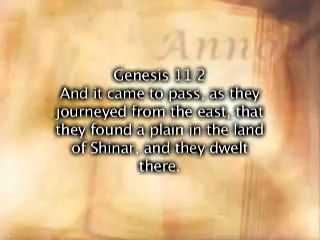 Anno
Genesis 11 2
And it came to pass, as they
journeyed from the east, that
they found a plain in the land
of Shinar, and they dwelt
there.